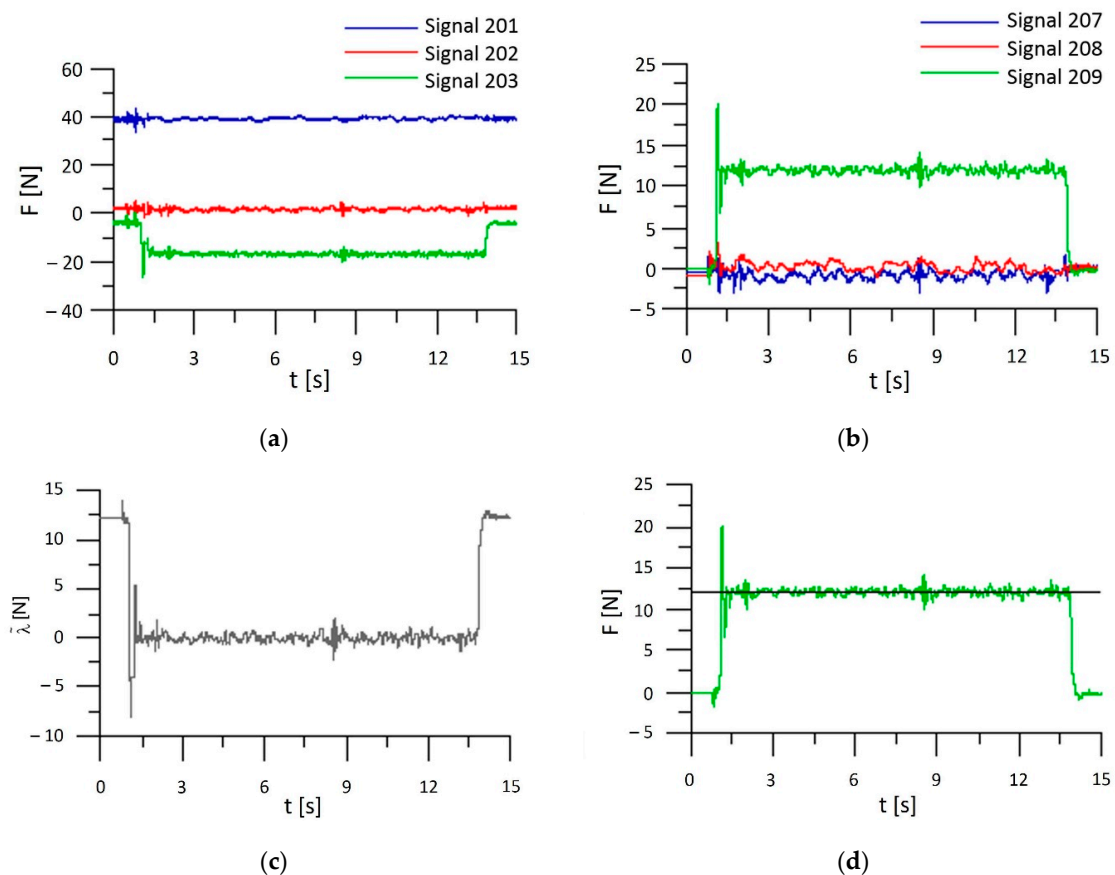 Signal 201
Signal 202
Signal 203
60
40
20
0
– 20
– 40
F [N]
0 3 6 9 12 15
t [s]
(a)
Signal 207
Signal 208
Signal 209
25
20
15
10
5
0
– 5
F [N]
0 3 6 9 12 15
t [s]
(b)
15
10
5
0
– 5
– 10
λ̃ [N]
0 3 6 9 12 15
t [s]
(c)
25
20
15
10
5
0
– 5
F [N]
0 3 6 9 12 15
t [s]
(d)